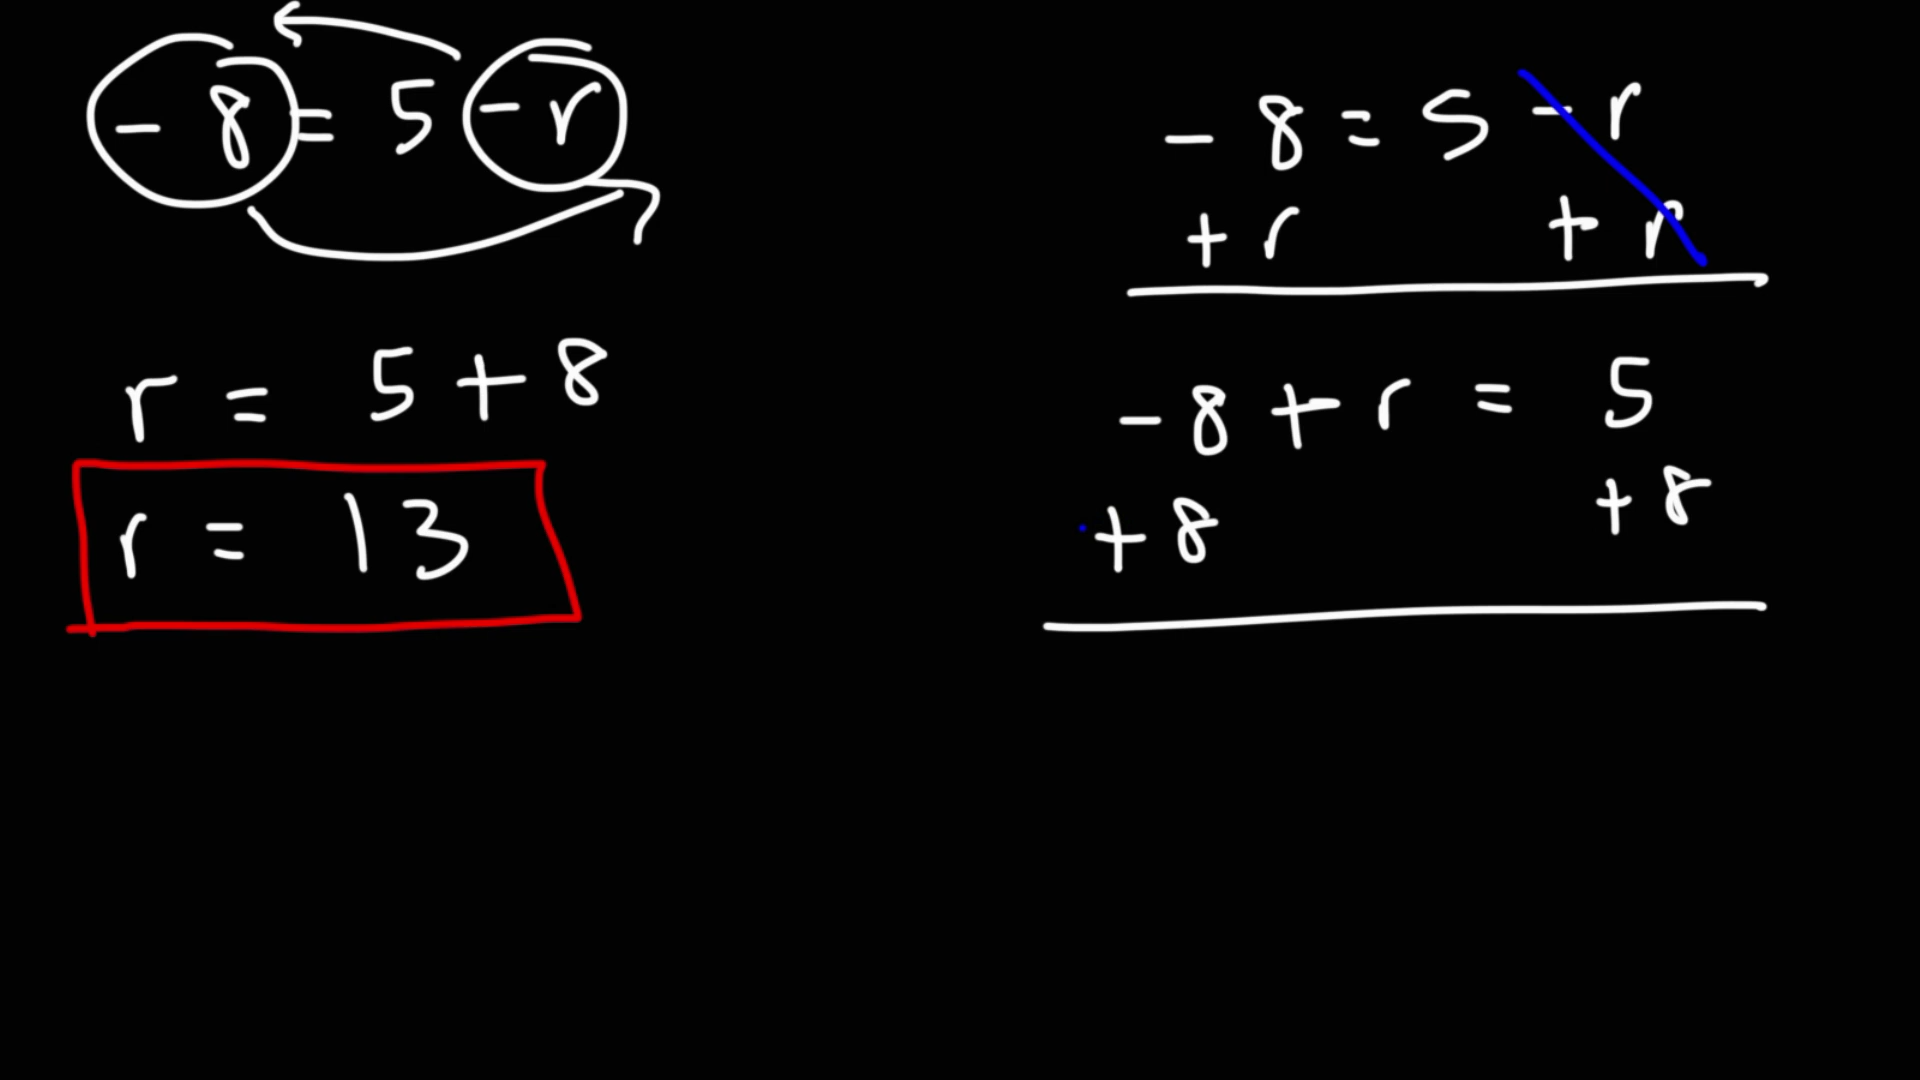 - 8 = 5 - r
r = 5 + 8
r = 13
- 8 = 5 - r
+ r + r
- 8 + r = 5
+ 8 + 8